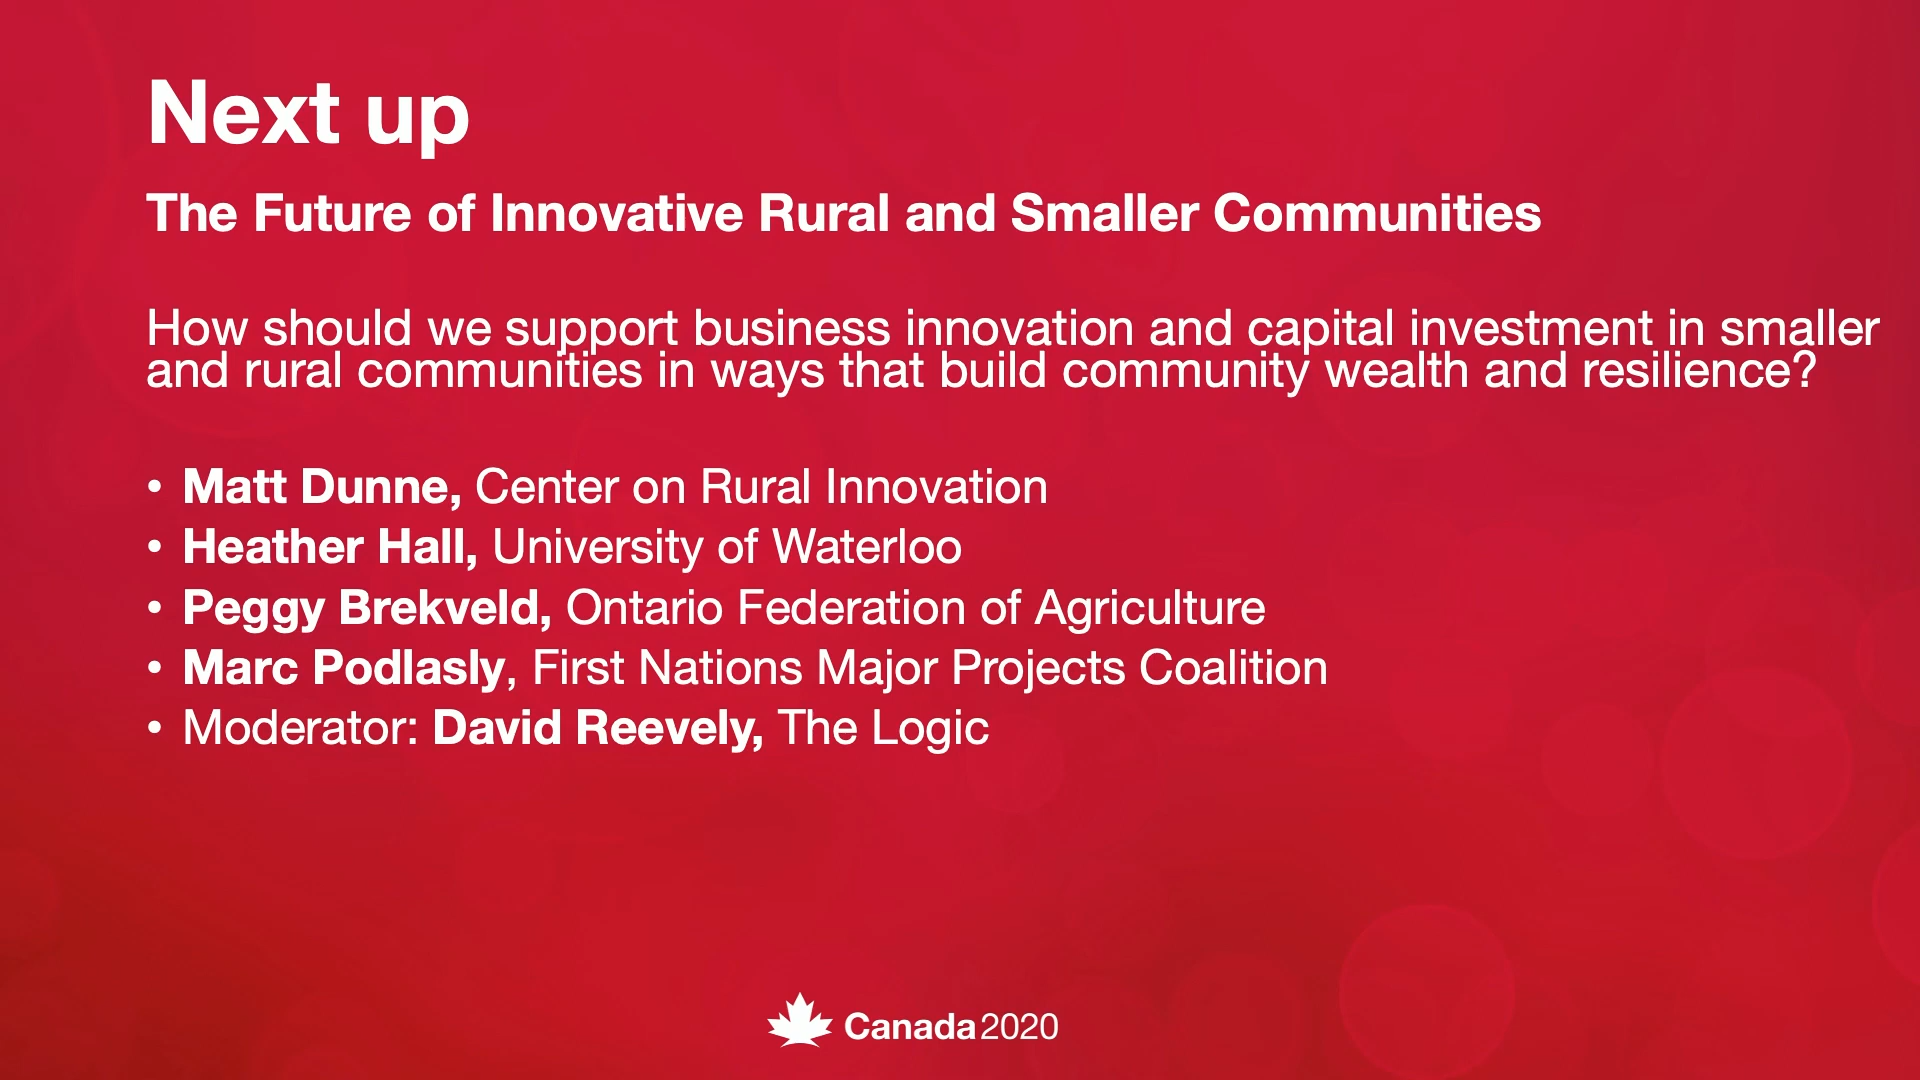 Next up
The Future of Innovative Rural and Smaller Communities
How should we support business innovation and capital investment in smaller
and rural communities in ways that build community wealth and resilience?
• Matt Dunne, Center on Rural Innovation
• Heather Hall, University of Waterloo
• Peggy Brekveld, Ontario Federation of Agriculture
• Marc Podlasly, First Nations Major Projects Coalition
• Moderator: David Reevely, The Logic
Canada2020